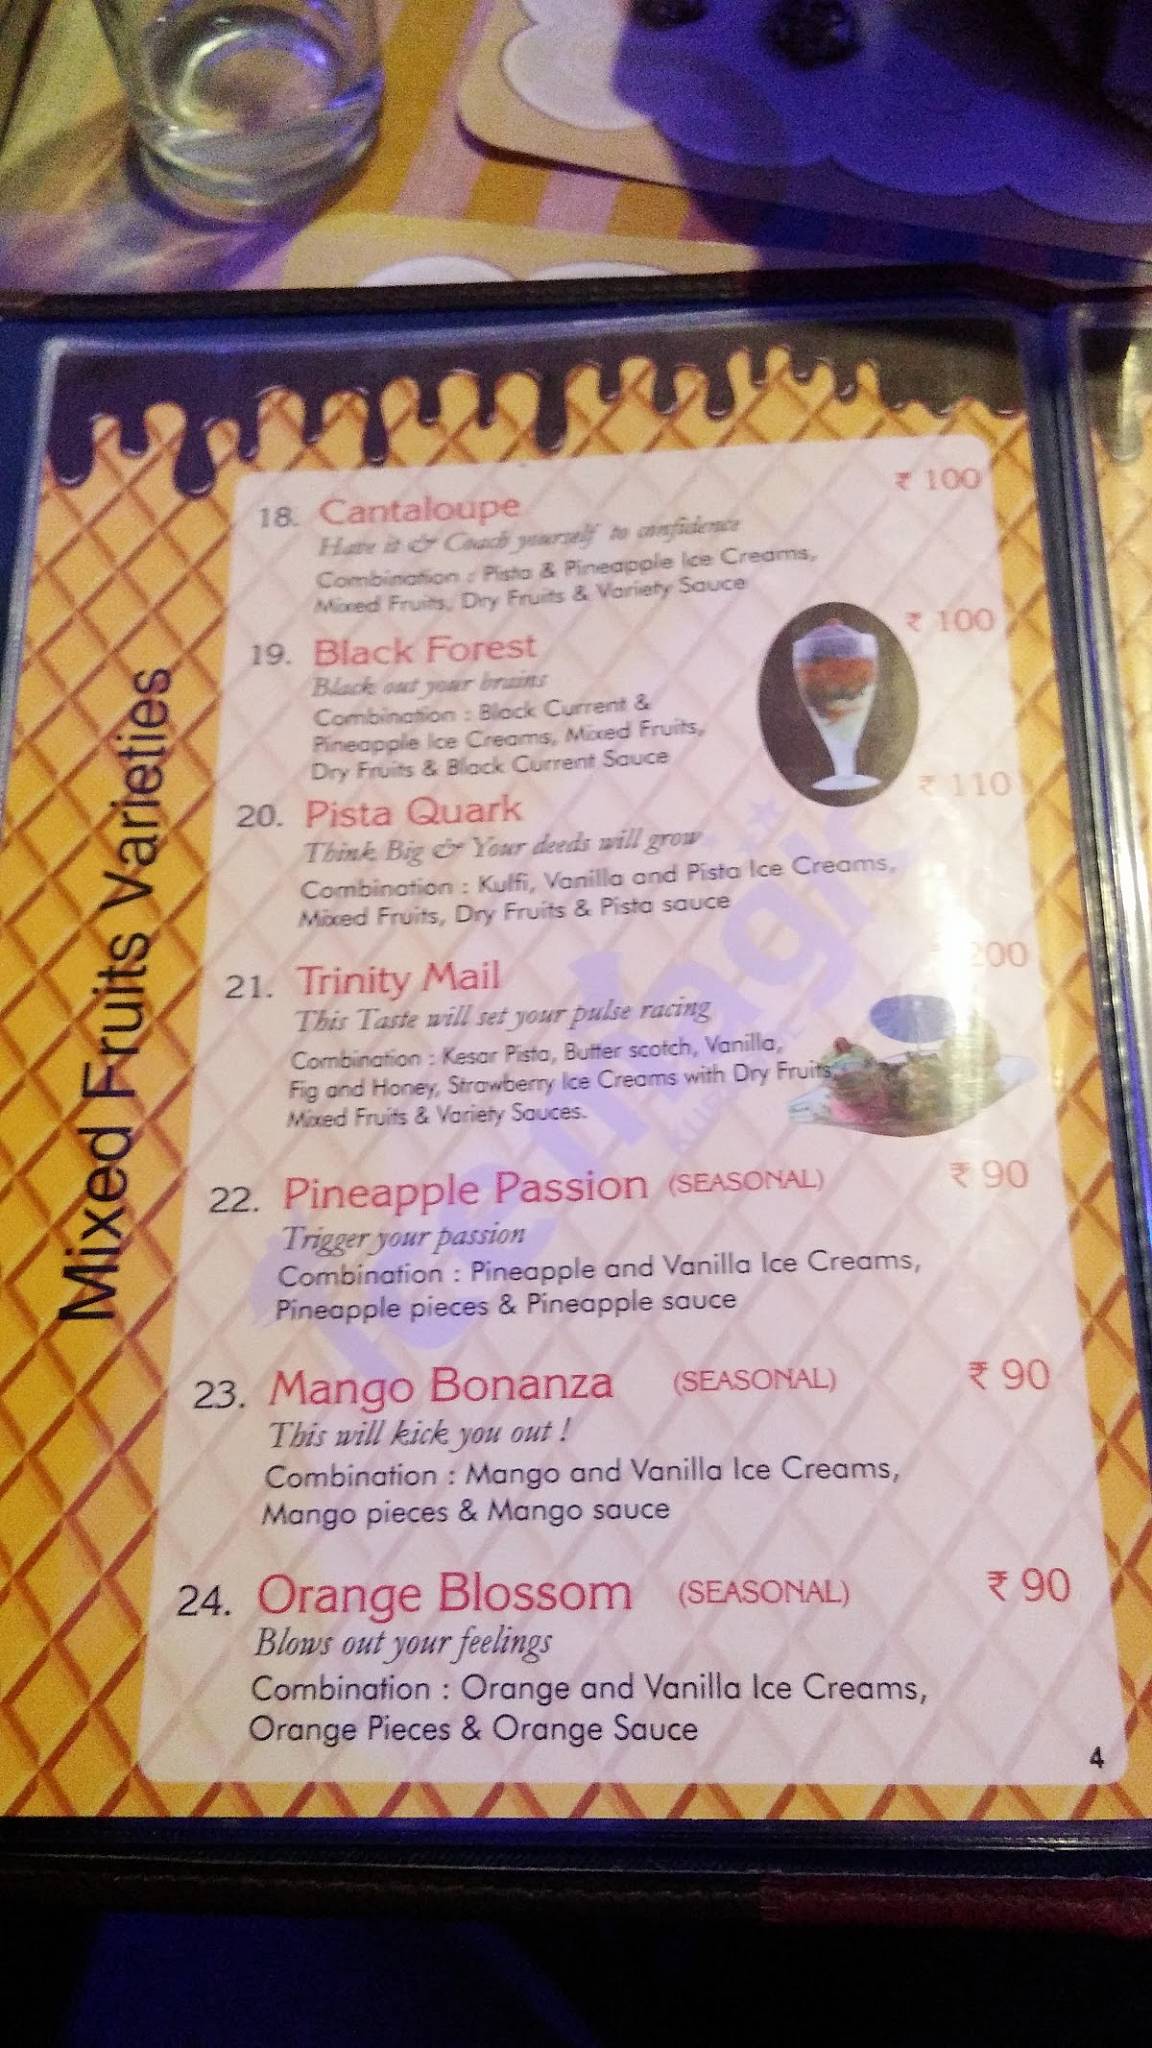 Mixed Fruits Varieties
18. Cantaloupe ₹ 100
Have it & Coach yourself to confidence
Combination : Pista & Pineapple Ice Creams,
Mixed Fruits, Dry Fruits & Variety Sauce
19. Black Forest ₹ 100
Black out your brains
Combination : Black Current &
Pineapple Ice Creams, Mixed Fruits,
Dry Fruits & Black Current Sauce
20. Pista Quark ₹ 110
Think Big & Your deeds will grow
Combination : Kulfi, Vanilla and Pista Ice Creams,
Mixed Fruits, Dry Fruits & Pista sauce
21. Trinity Mail 200
This Taste will set your pulse racing
Combination : Kesar Pista, Butter scotch, Vanilla,
Fig and Honey, Strawberry Ice Creams with Dry Fruits
Mixed Fruits & Variety Sauces.
22. Pineapple Passion (SEASONAL) ₹ 90
Trigger your passion
Combination : Pineapple and Vanilla Ice Creams,
Pineapple pieces & Pineapple sauce
23. Mango Bonanza (SEASONAL) ₹ 90
This will kick you out !
Combination : Mango and Vanilla Ice Creams,
Mango pieces & Mango sauce
24. Orange Blossom (SEASONAL) ₹ 90
Blows out your feelings
Combination : Orange and Vanilla Ice Creams,
Orange Pieces & Orange Sauce
4